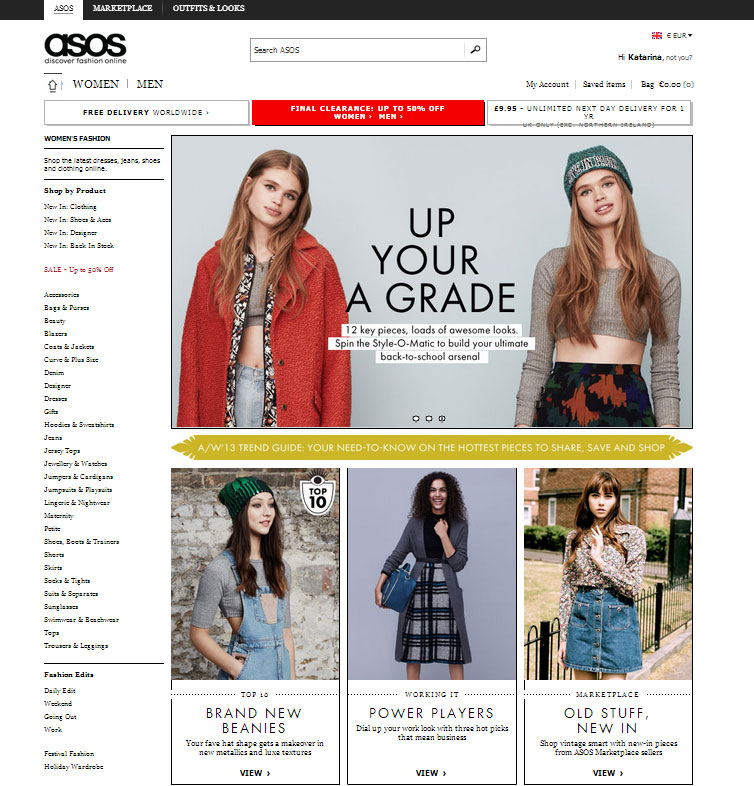 ASOS MARKETPLACE OUTFITS & LOOKS
asos
discover fashion online
Search ASOS
€ EUR
Hi Katarina, not you?
WOMEN MEN
My Account Saved items Bag €0.00 (0)
FREE DELIVERY WORLDWIDE ›
FINAL CLEARANCE: UP TO 50% OFF
WOMEN › MEN ›
£9.95 - UNLIMITED NEXT DAY DELIVERY FOR 1
YR
UK ONLY (EXC. NORTHERN IRELAND)
WOMEN'S FASHION
Shop the latest dresses, jeans, shoes
and clothing online.
Shop by Product
New In: Clothing
New In: Shoes & Accs
New In: Designer
New In: Back In Stock
SALE - Up to 50% Off
Accessories
Bags & Purses
Beauty
Blazers
Coats & Jackets
Curve & Plus Size
Denim
Designer
Dresses
Gifts
Hoodies & Sweatshirts
Jeans
Jersey Tops
Jewellery & Watches
Jumpers & Cardigans
Jumpsuits & Playsuits
Lingerie & Nightwear
Maternity
Petite
Shoes, Boots & Trainers
Shorts
Skirts
Socks & Tights
Suits & Separates
Sunglasses
Swimwear & Beachwear
Tops
Trousers & Leggings
Fashion Edits
Daily Edit
Weekend
Going Out
Work
Festival Fashion
Holiday Wardrobe
UP
YOUR
A GRADE
12 key pieces, loads of awesome looks.
Spin the Style-O-Matic to build your ultimate
back-to-school arsenal
A/W'13 TREND GUIDE: YOUR NEED-TO-KNOW ON THE HOTTEST PIECES TO SHARE, SAVE AND SHOP
TOP
10
TOP 10
BRAND NEW
BEANIES
Your fave hat shape gets a makeover in
new metallics and luxe textures
VIEW ›
WORKING IT
POWER PLAYERS
Dial up your work look with three hot picks
that mean business
VIEW ›
MARKETPLACE
OLD STUFF,
NEW IN
Shop vintage smart with new-in pieces
from ASOS Marketplace sellers
VIEW ›